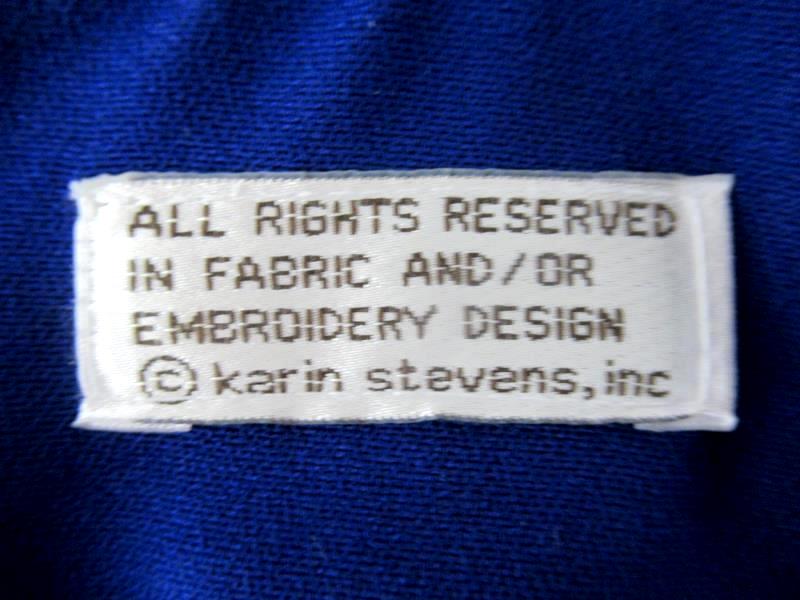 ALL RIGHTS RESERVED
IN FABRIC AND/OR
EMBROIDERY DESIGN
© karin stevens, inc